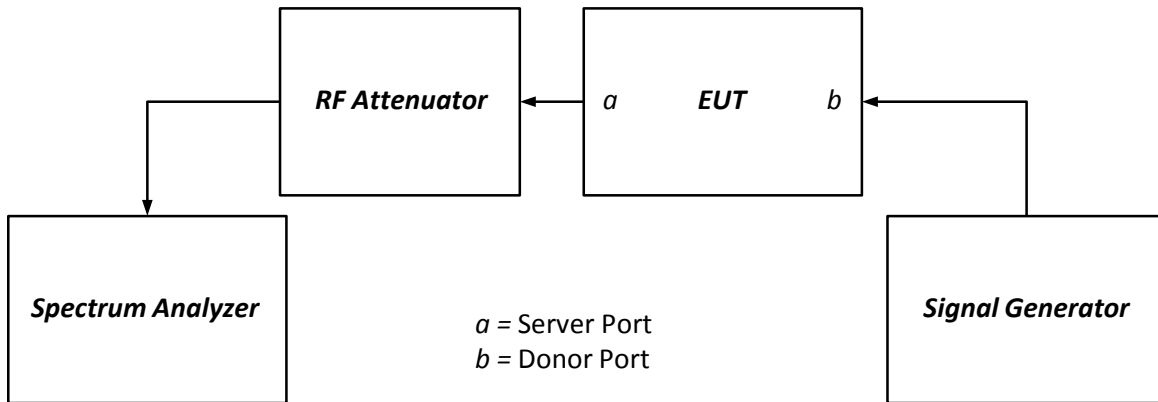 RF Attenuator
a EUT b
Spectrum Analyzer
Signal Generator
a = Server Port
b = Donor Port